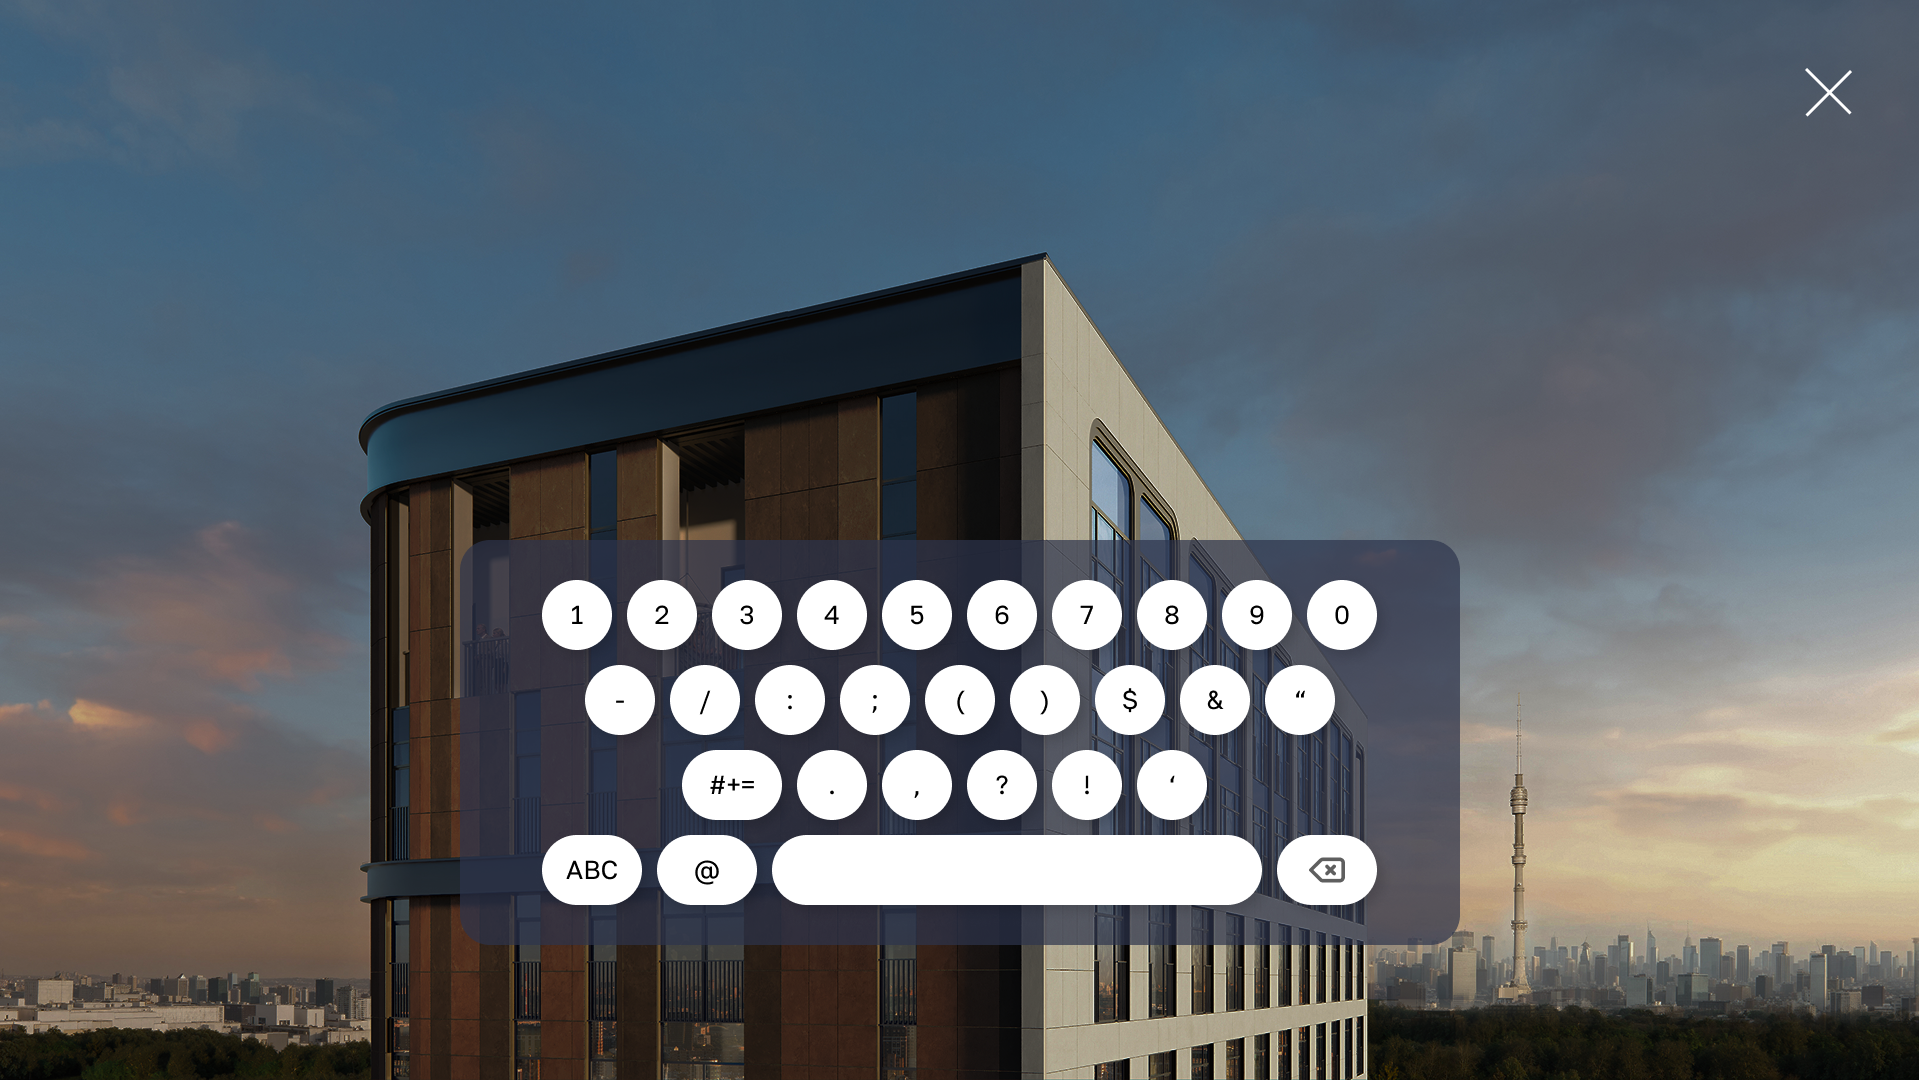 1 2 3 4 5 6 7 8 9 0
- / : ; ( ) $ & “
#+= . , ? ! ‘
ABC @